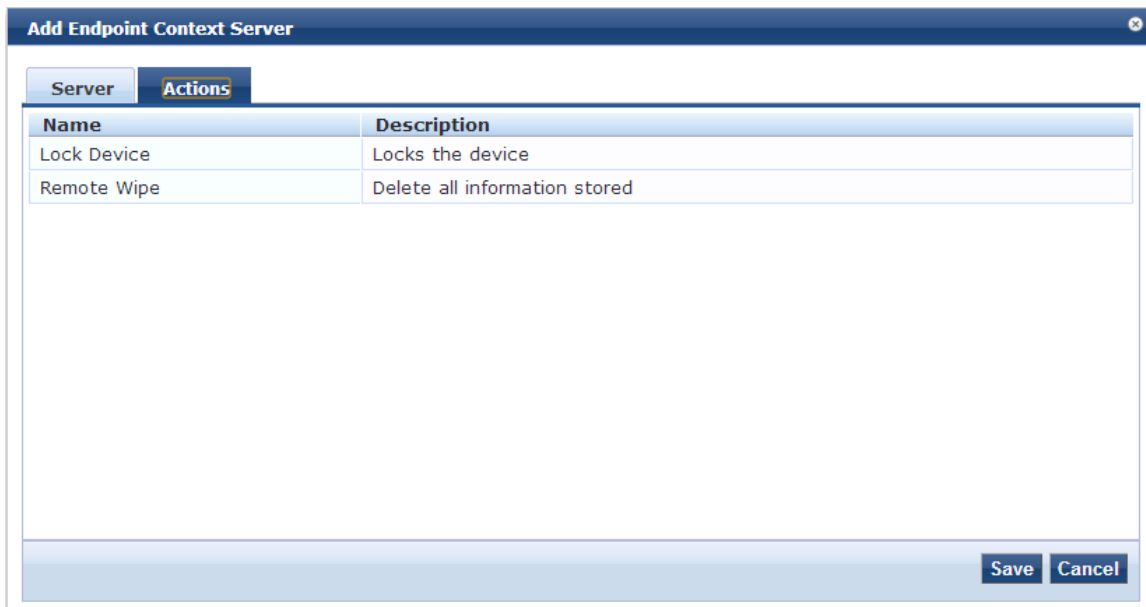 Add Endpoint Context Server
Server Actions
Name Description
Lock Device Locks the device
Remote Wipe Delete all information stored
Save Cancel